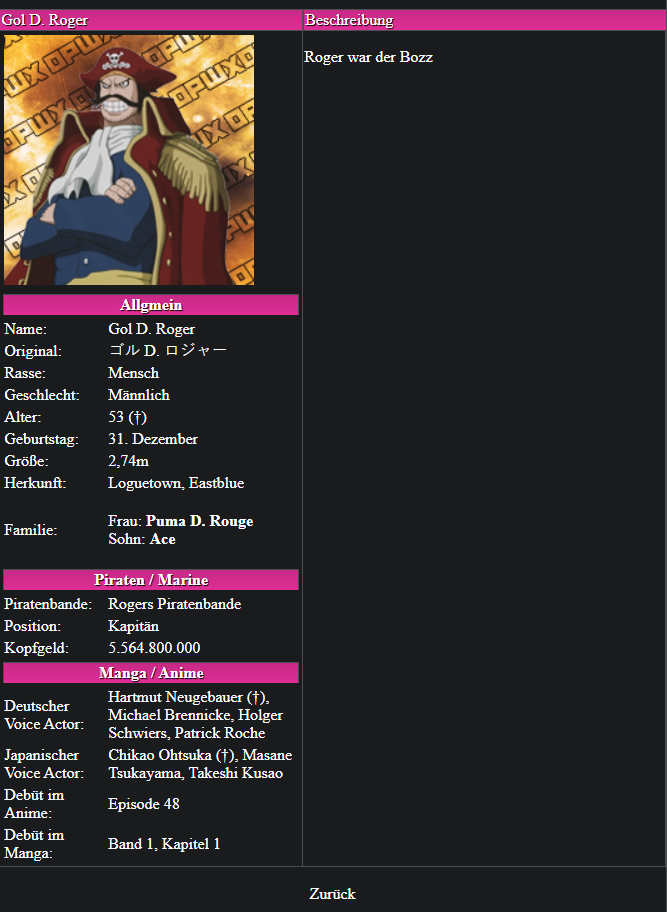 Gol D. Roger
Beschreibung
OPWX OPWX OPWX
Roger war der Bozz
Allgmein
Name: Gol D. Roger
Original: ゴル D. ロジャー
Rasse: Mensch
Geschlecht: Männlich
Alter: 53 (†)
Geburtstag: 31. Dezember
Größe: 2,74m
Herkunft: Loguetown, Eastblue
Familie: Frau: Puma D. Rouge
Sohn: Ace
Piraten / Marine
Piratenbande: Rogers Piratenbande
Position: Kapitän
Kopfgeld: 5.564.800.000
Manga / Anime
Deutscher
Voice Actor:
Hartmut Neugebauer (†),
Michael Brennicke, Holger
Schwiers, Patrick Roche
Japanischer
Voice Actor:
Chikao Ohtsuka (†), Masane
Tsukayama, Takeshi Kusao
Debüt im
Anime:
Episode 48
Debüt im
Manga:
Band 1, Kapitel 1
Zurück